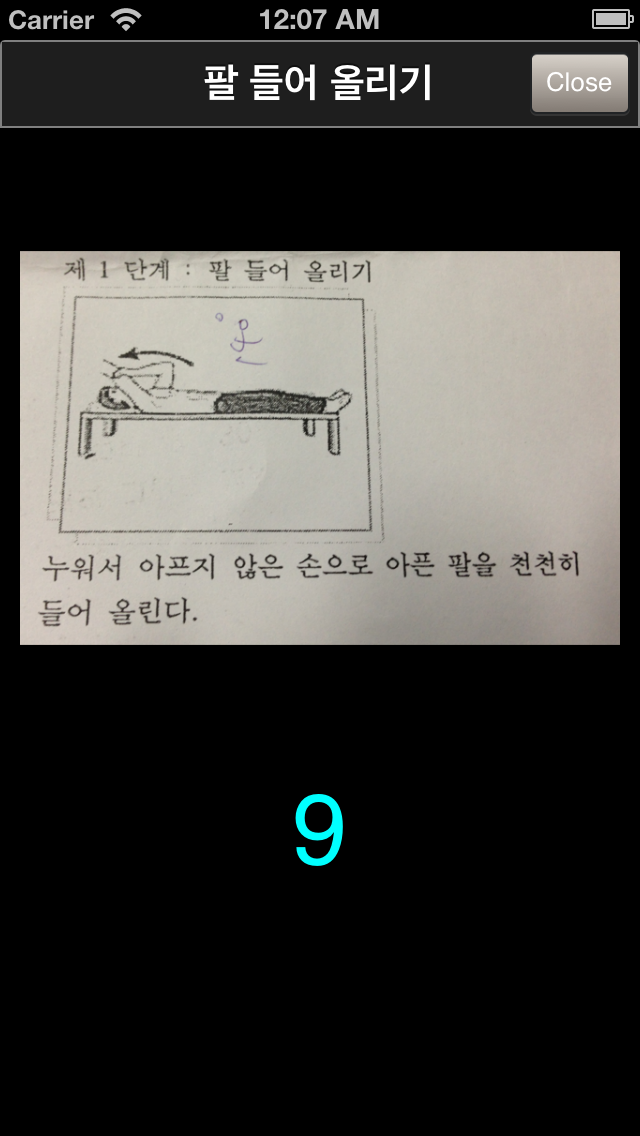 Carrier 12:07 AM
팔 들어 올리기
Close
제 1 단계 : 팔 들어 올리기
누워서 아프지 않은 손으로 아픈 팔을 천천히
들어 올린다.
9